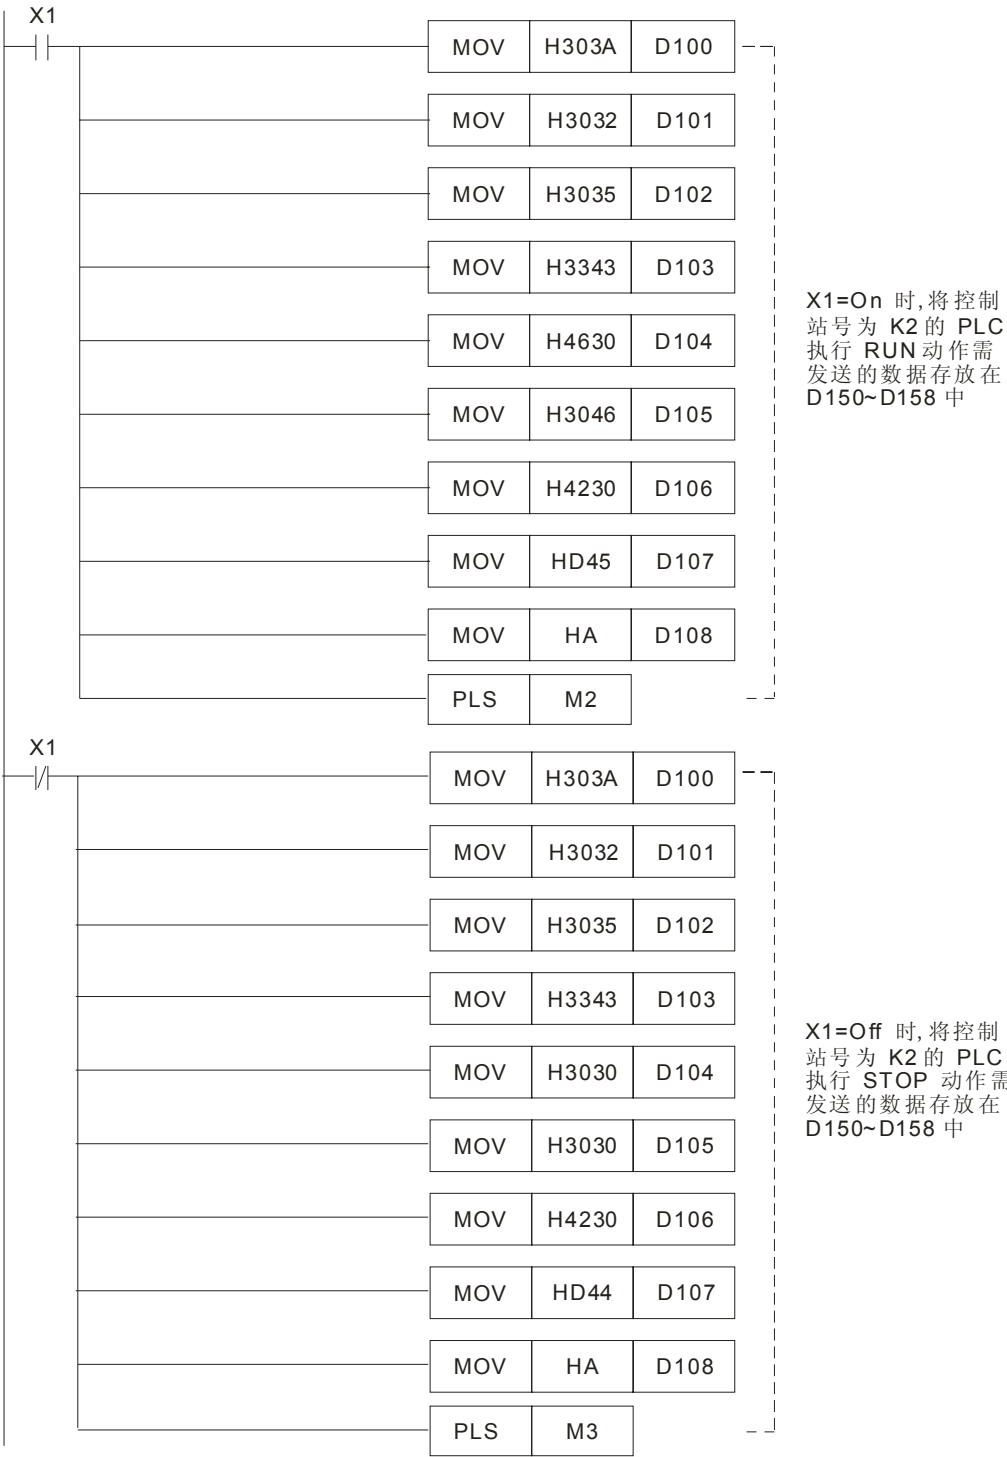 X1
MOV H303A D100
MOV H3032 D101
MOV H3035 D102
MOV H3343 D103
MOV H4630 D104
MOV H3046 D105
MOV H4230 D106
MOV HD45 D107
MOV HA D108
PLS M2
X1=On 时,将控制
站号为 K2 的 PLC
执行 RUN 动作需
发送的数据存放在
D150~D158 中
X1
MOV H303A D100
MOV H3032 D101
MOV H3035 D102
MOV H3343 D103
MOV H3030 D104
MOV H3030 D105
MOV H4230 D106
MOV HD44 D107
MOV HA D108
PLS M3
X1=Off 时,将控制
站号为 K2 的 PLC
执行 STOP 动作需
发送的数据存放在
D150~D158 中